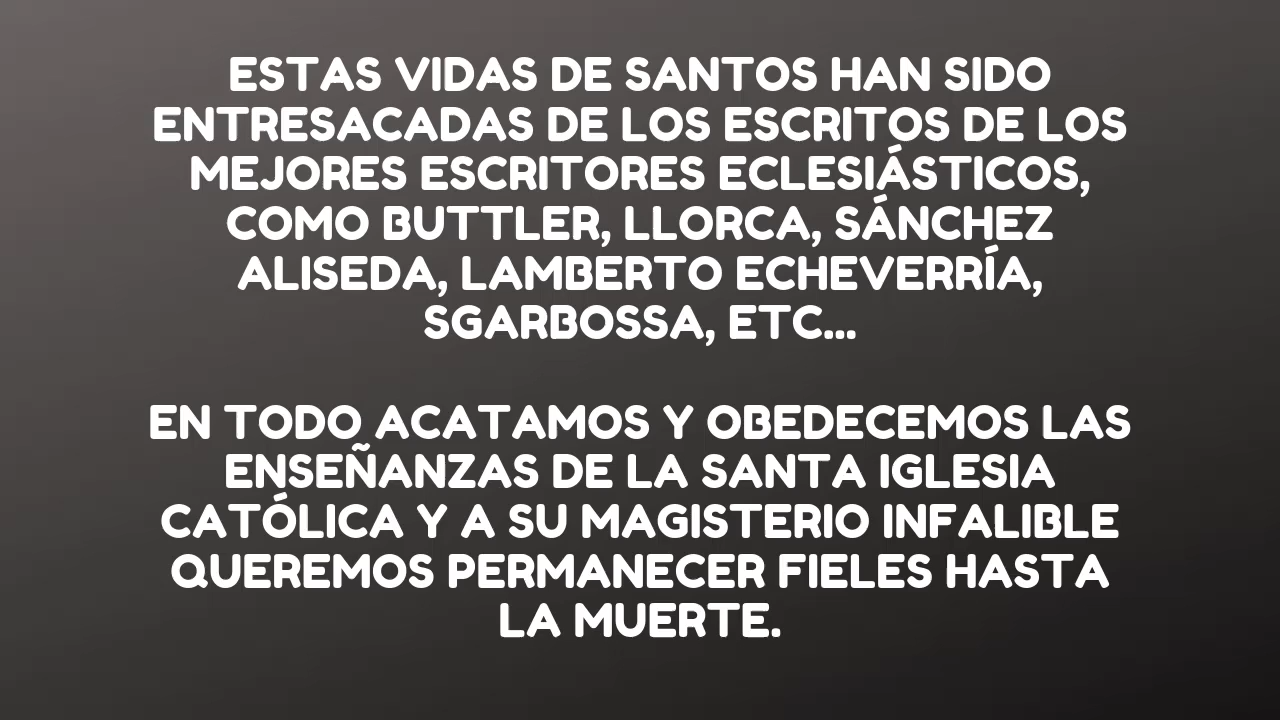 ESTAS VIDAS DE SANTOS HAN SIDO
ENTRESACADAS DE LOS ESCRITOS DE LOS
MEJORES ESCRITORES ECLESIÁSTICOS,
COMO BUTTLER, LLORCA, SÁNCHEZ
ALISEDA, LAMBERTO ECHEVERRÍA,
SGARBOSSA, ETC...
EN TODO ACATAMOS Y OBEDECEMOS LAS
ENSEÑANZAS DE LA SANTA IGLESIA
CATÓLICA Y A SU MAGISTERIO INFALIBLE
QUEREMOS PERMANECER FIELES HASTA
LA MUERTE.